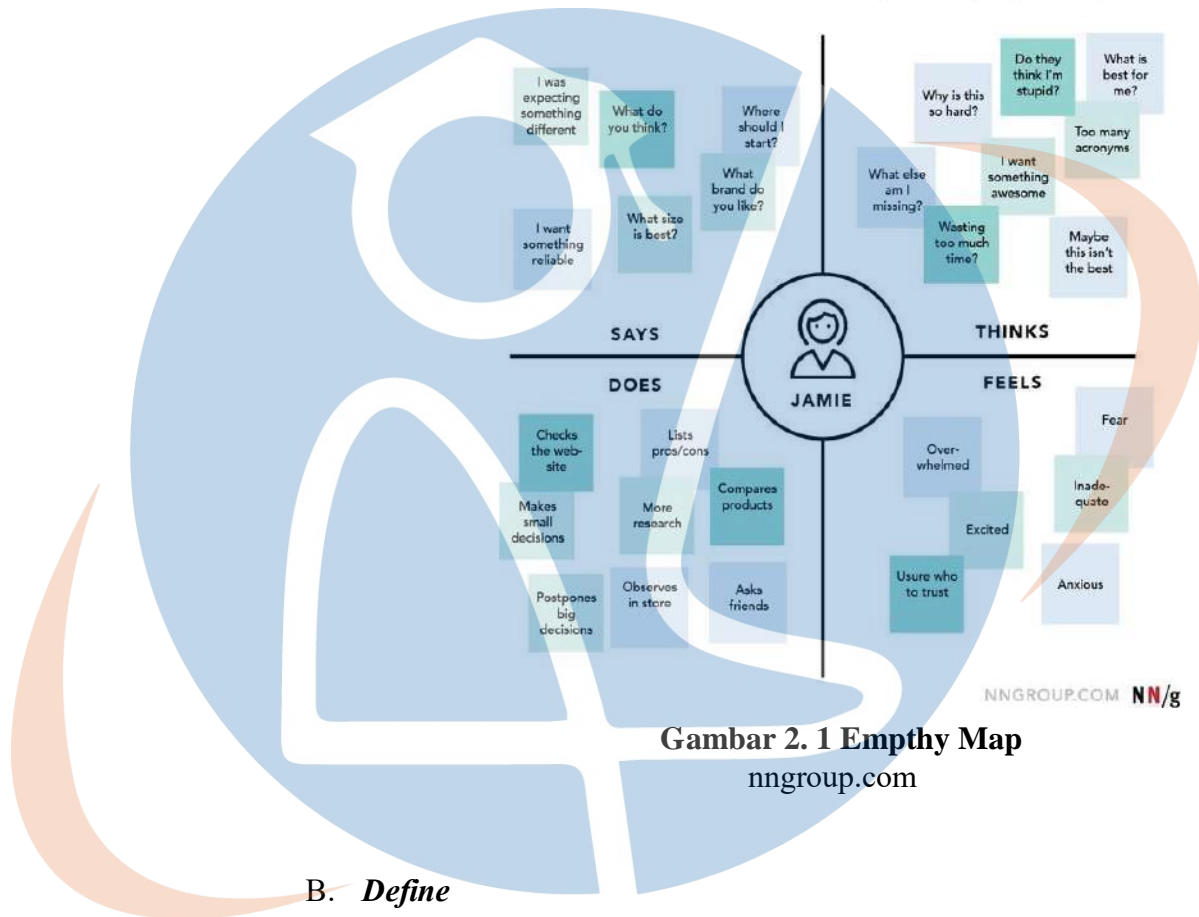 I was
expecting
something
different
What do
you think?
Where
should I
start?
What
brand do
you like?
I want
something
reliable
What size
is best?
SAYS
Why is this
so hard?
Do they
think I'm
stupid?
What is
best for
me?
Too many
acronyms
What else
am I
missing?
I want
something
awesome
Wasting
too much
time?
Maybe
this isn't
the best
THINKS
JAMIE
DOES
Checks
the web-
site
Lists
pros/cons
Makes
small
decisions
More
research
Compares
products
Postpones
big
decisions
Observes
in store
Asks
friends
FEELS
Over-
whelmed
Fear
Inade-
quate
Excited
Usure who
to trust
Anxious
NNGROUP.COM NN/g
Gambar 2. 1 Empthy Map
nngroup.com
B. Define